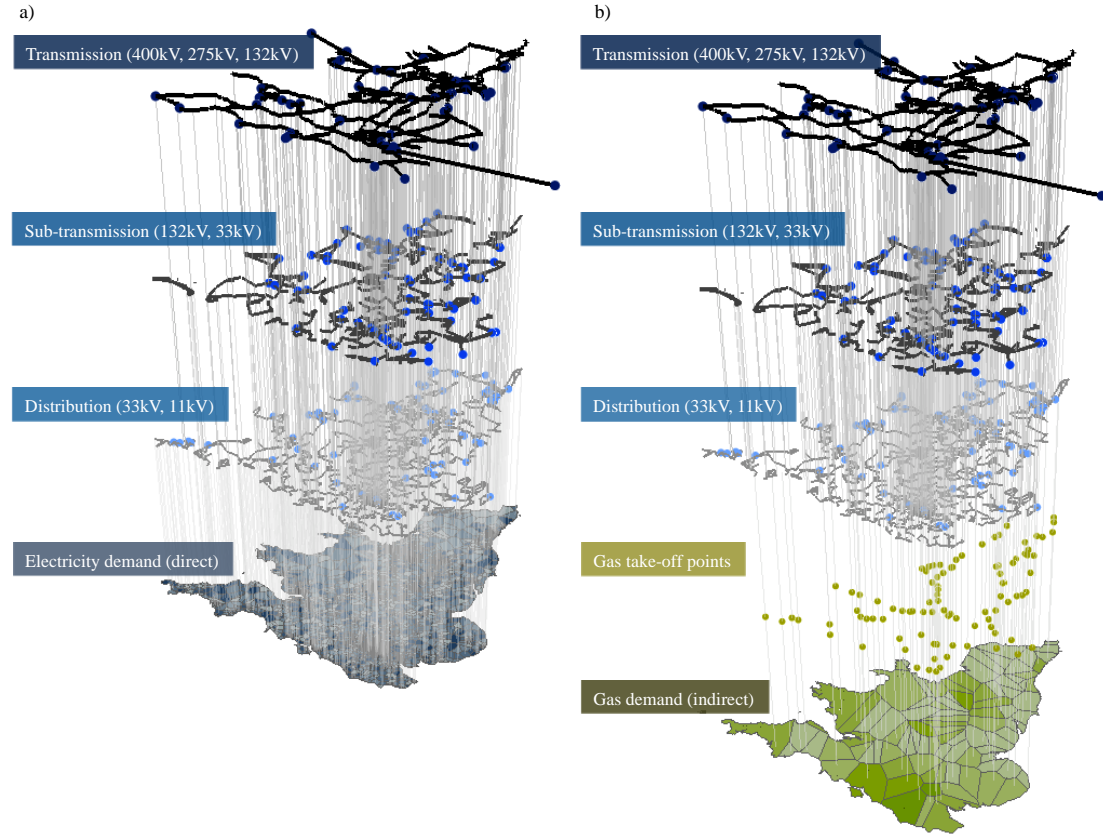 a)
Transmission (400kV, 275kV, 132kV)
Sub-transmission (132kV, 33kV)
Distribution (33kV, 11kV)
Electricity demand (direct)
b)
Transmission (400kV, 275kV, 132kV)
Sub-transmission (132kV, 33kV)
Distribution (33kV, 11kV)
Gas take-off points
Gas demand (indirect)